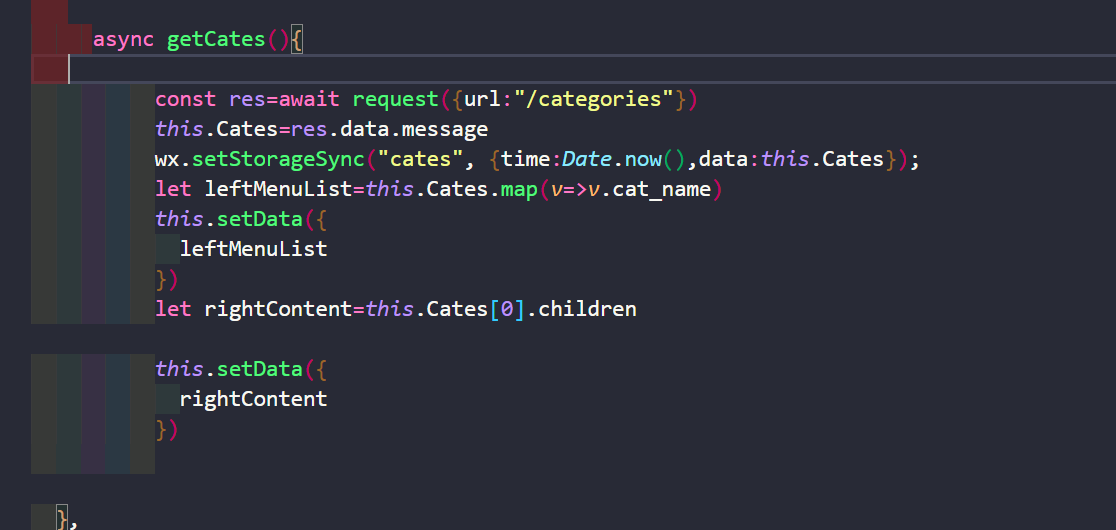 async getCates(){
const res=await request({url:"/categories"})
this.Cates=res.data.message
wx.setStorageSync("cates", {time:Date.now(),data:this.Cates});
let leftMenuList=this.Cates.map(v=>v.cat_name)
this.setData({
leftMenuList
})
let rightContent=this.Cates[0].children
this.setData({
rightContent
})
},